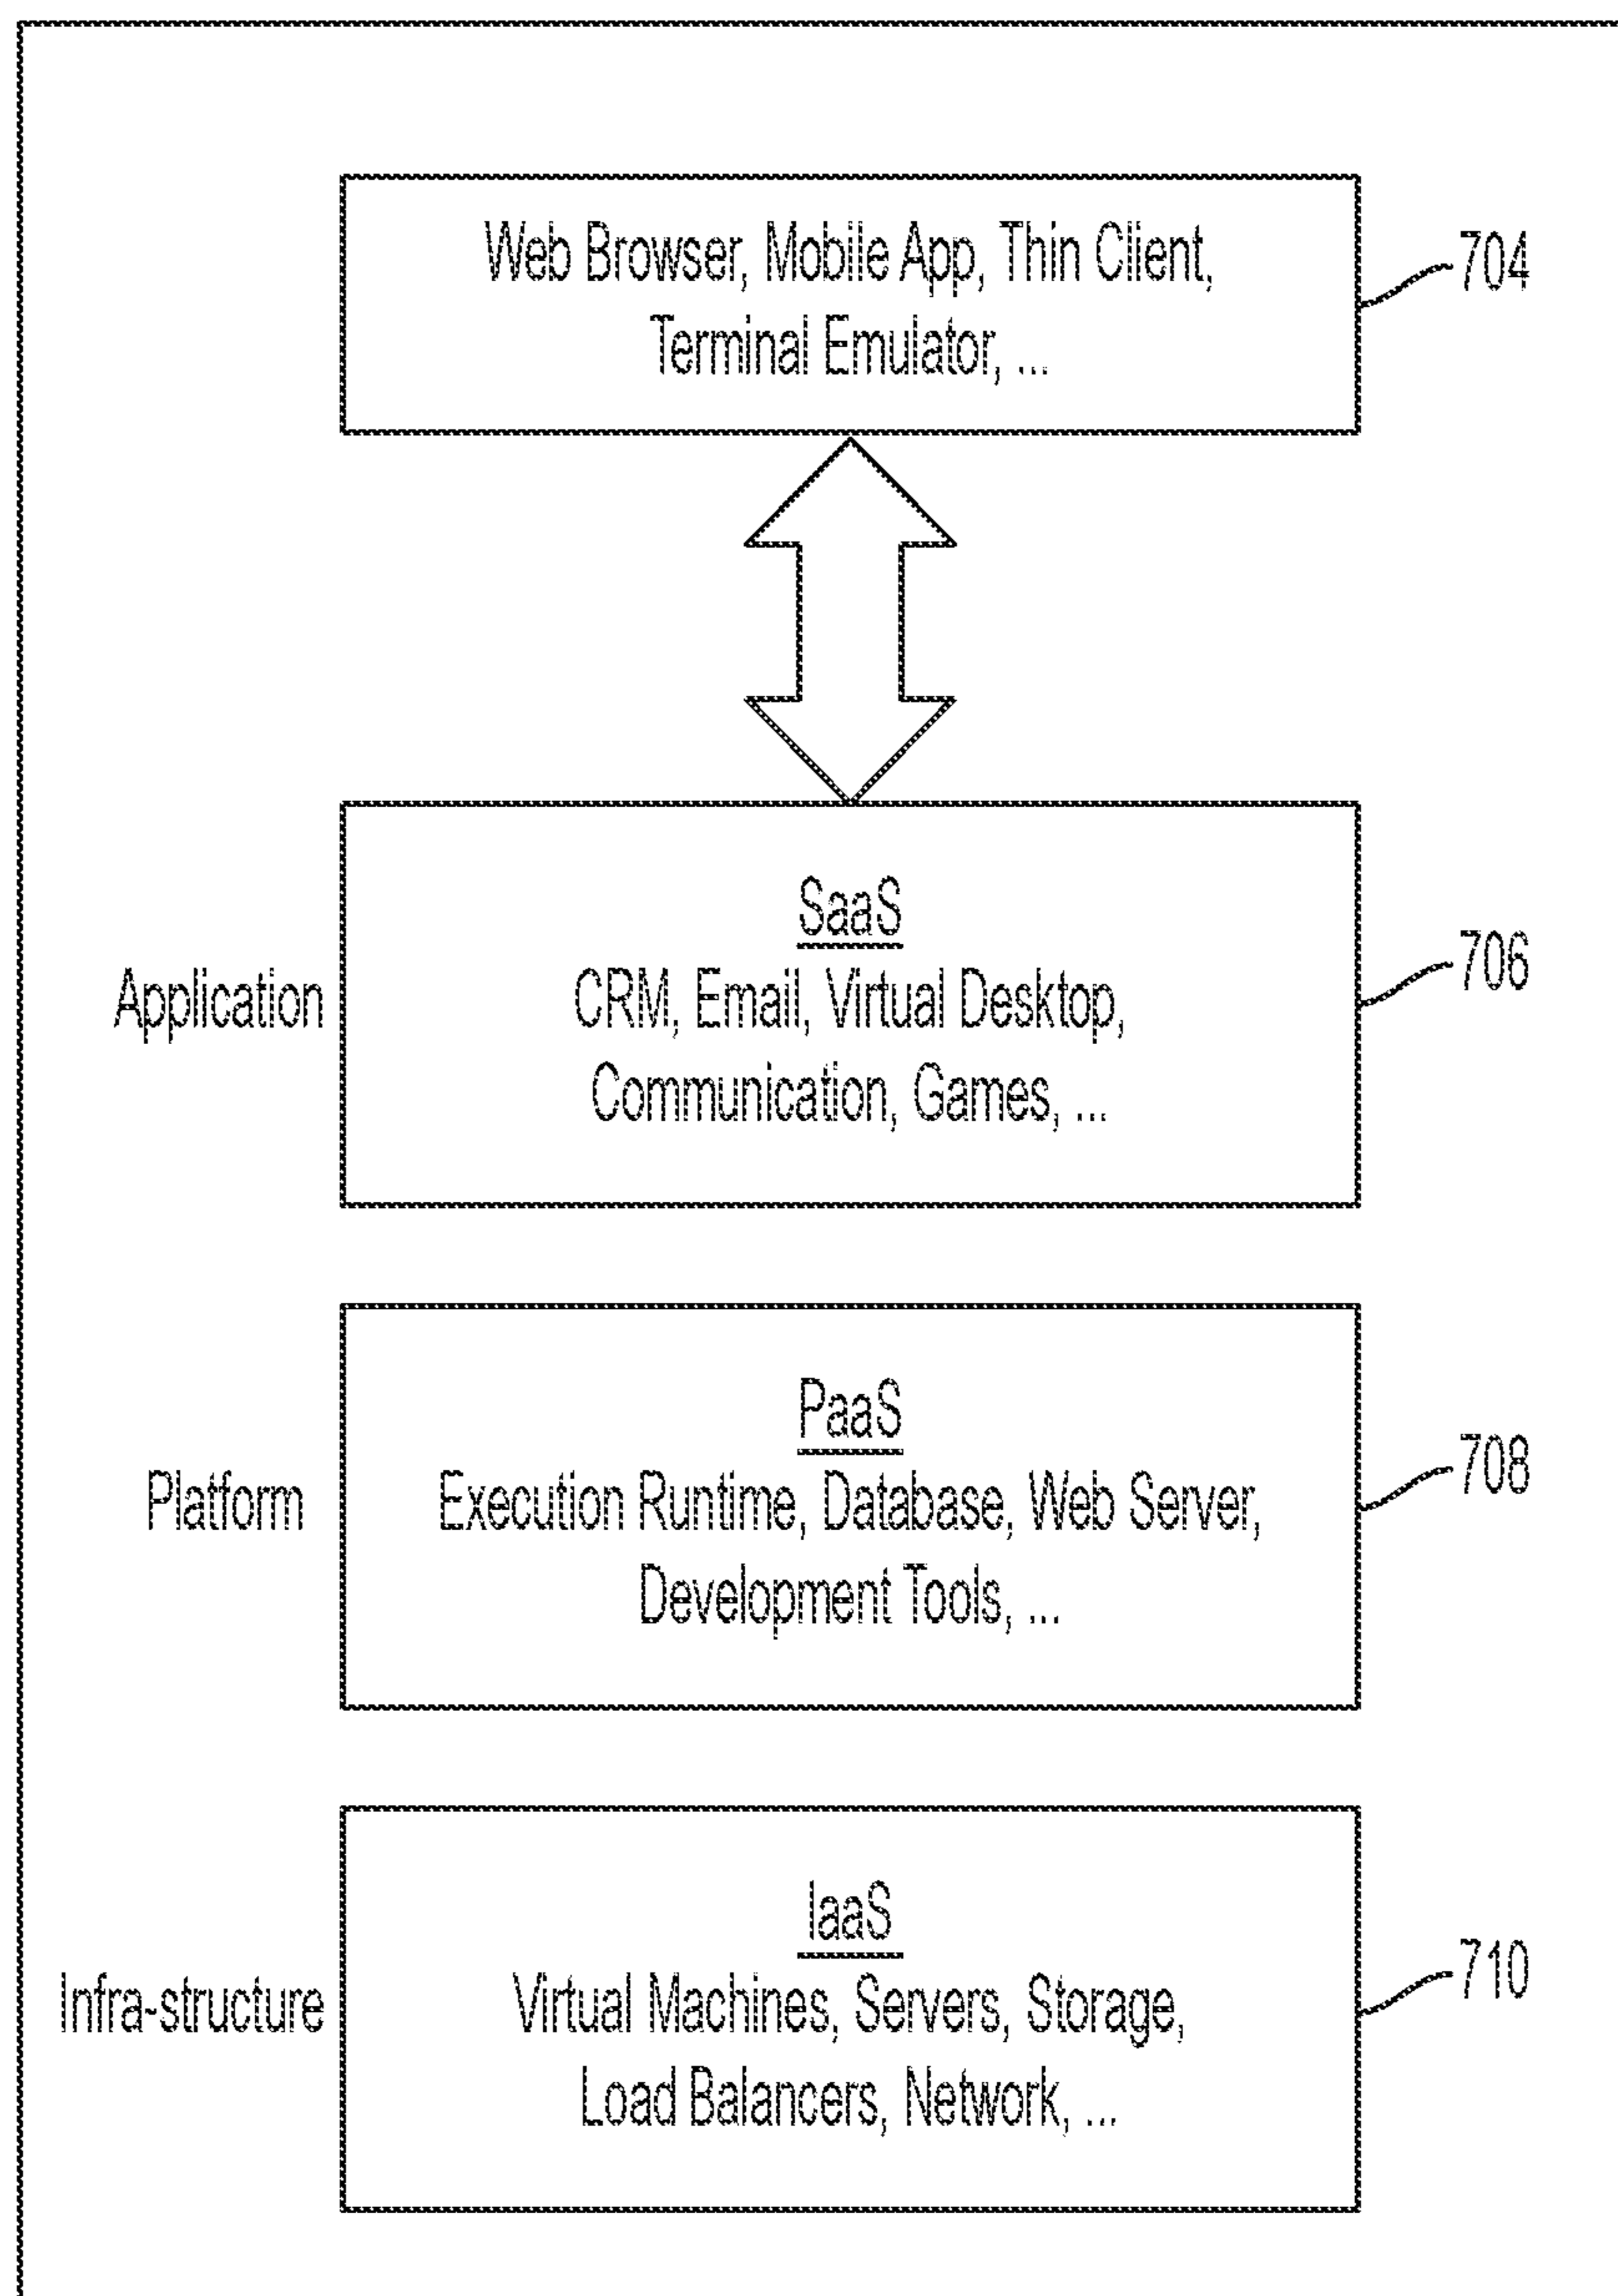 Web Browser, Mobile App, Thin Client,
Terminal Emulator, ...
704
SaaS
Application
CRM, Email, Virtual Desktop,
Communication, Games, ...
706
PaaS
Platform
Execution Runtime, Database, Web Server,
Development Tools, ...
708
IaaS
Infra-structure
Virtual Machines, Servers, Storage,
Load Balancers, Network, ...
710